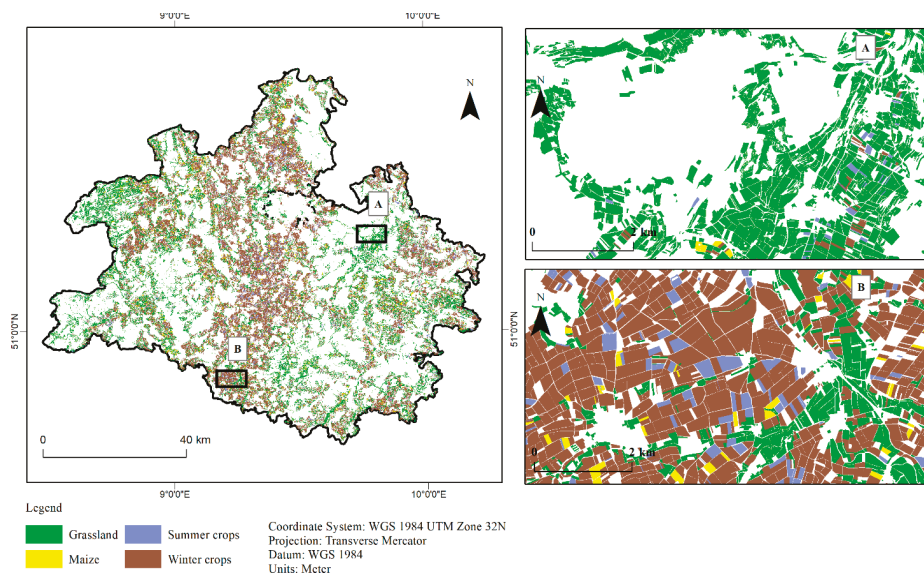 9°0'0"E
10°0'0"E
N
A
B
51°0'0"N
51°0'0"N
0
40 km
9°0'0"E
10°0'0"E
A
N
0
2 km
B
N
0
2 km
Legend
Grassland
Summer crops
Maize
Winter crops
Coordinate System: WGS 1984 UTM Zone 32N
Projection: Transverse Mercator
Datum: WGS 1984
Units: Meter